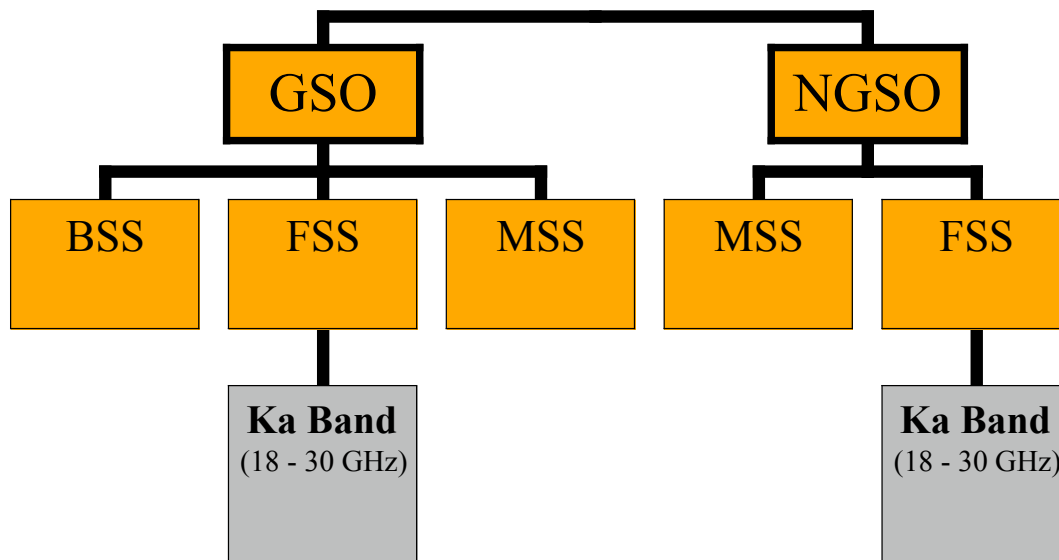 GSO
NGSO
BSS
FSS
MSS
MSS
FSS
Ka Band
(18 - 30 GHz)
Ka Band
(18 - 30 GHz)